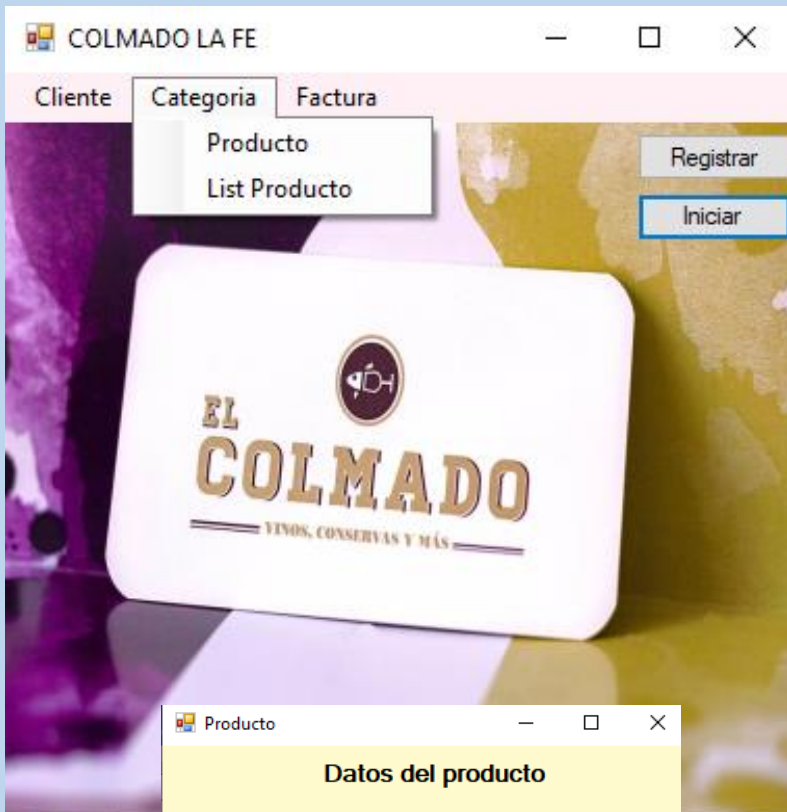 COLMADO LA FE
Cliente Categoria Factura
Producto
List Producto
Registrar
Iniciar
EL
COLMADO
VINOS, CONSERVAS Y MÁS
Producto
Datos del producto